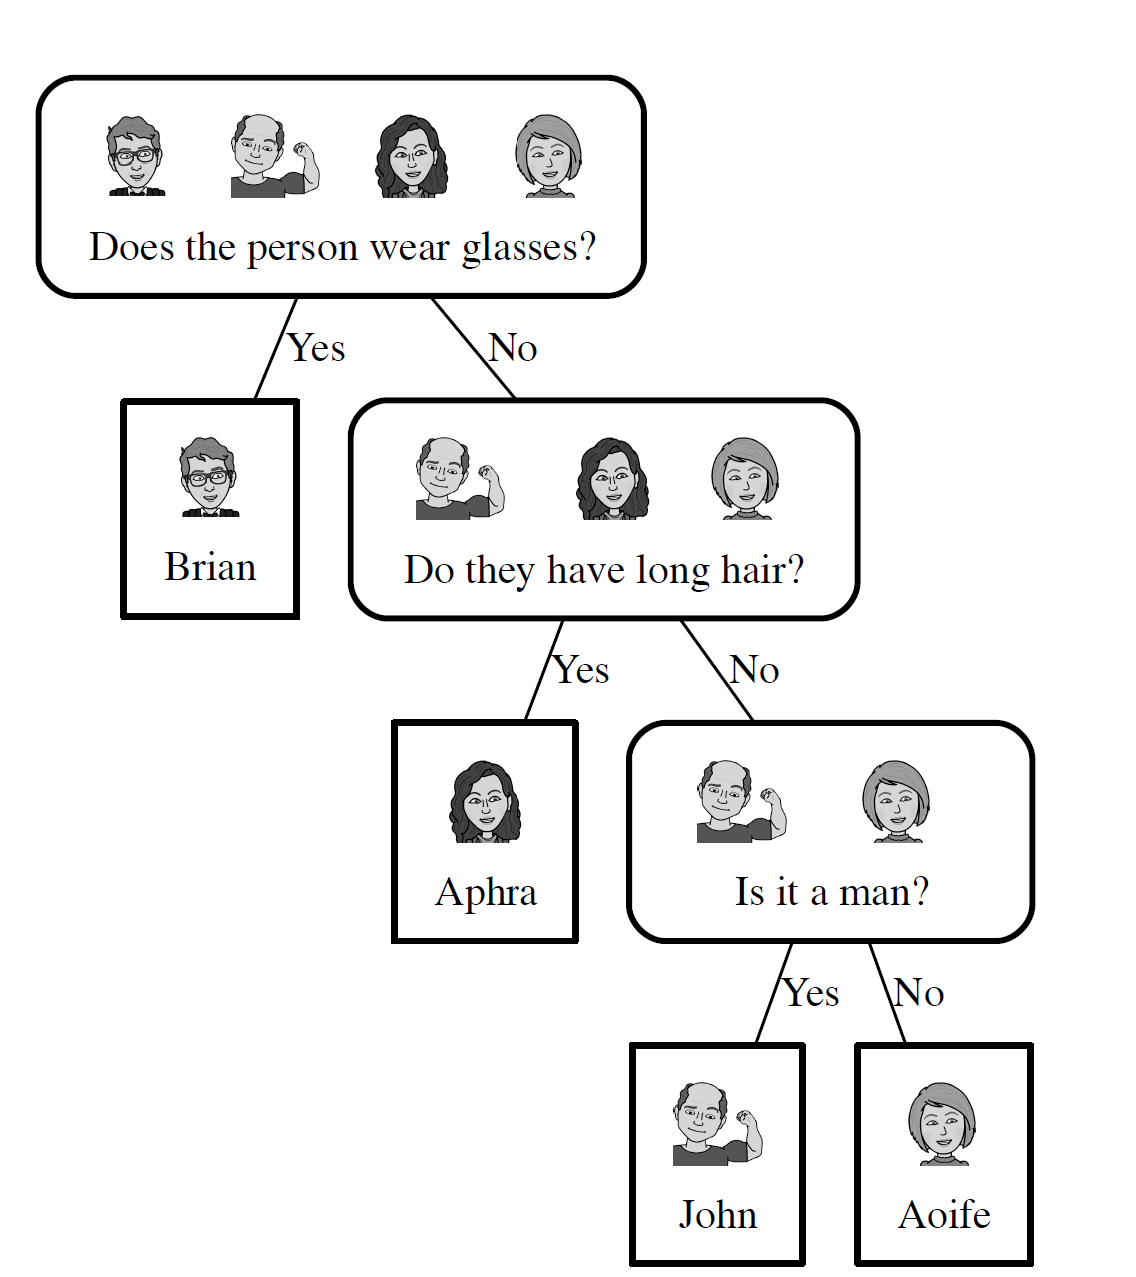 Does the person wear glasses?
Yes
No
Brian
Do they have long hair?
Yes
No
Aphra
Is it a man?
Yes
No
John
Aoife